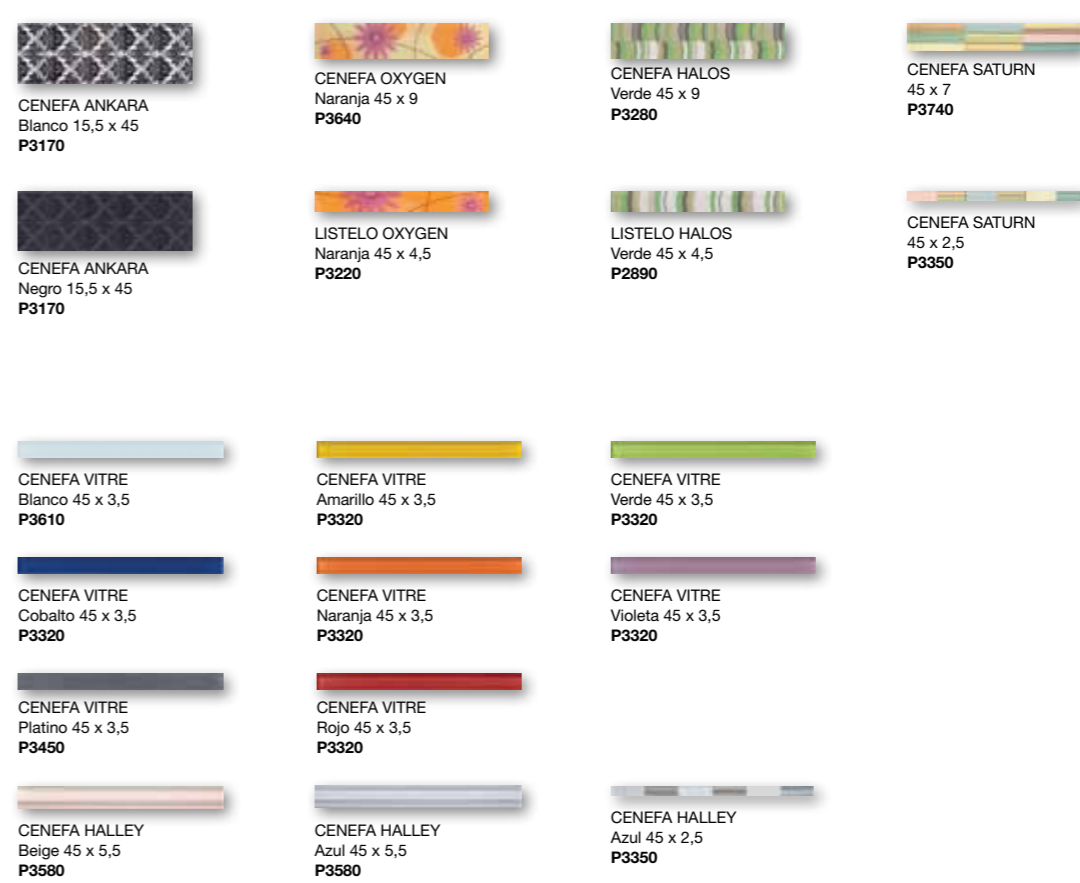 CENEFA ANKARA
Blanco 15,5 x 45
P3170
CENEFA OXYGEN
Naranja 45 x 9
P3640
CENEFA HALOS
Verde 45 x 9
P3280
CENEFA SATURN
45 x 7
P3740
CENEFA ANKARA
Negro 15,5 x 45
P3170
LISTELO OXYGEN
Naranja 45 x 4,5
P3220
LISTELO HALOS
Verde 45 x 4,5
P2890
CENEFA SATURN
45 x 2,5
P3350
CENEFA VITRE
Blanco 45 x 3,5
P3610
CENEFA VITRE
Amarillo 45 x 3,5
P3320
CENEFA VITRE
Verde 45 x 3,5
P3320
CENEFA VITRE
Cobalto 45 x 3,5
P3320
CENEFA VITRE
Naranja 45 x 3,5
P3320
CENEFA VITRE
Violeta 45 x 3,5
P3320
CENEFA VITRE
Platino 45 x 3,5
P3450
CENEFA VITRE
Rojo 45 x 3,5
P3320
CENEFA HALLEY
Beige 45 x 5,5
P3580
CENEFA HALLEY
Azul 45 x 5,5
P3580
CENEFA HALLEY
Azul 45 x 2,5
P3350